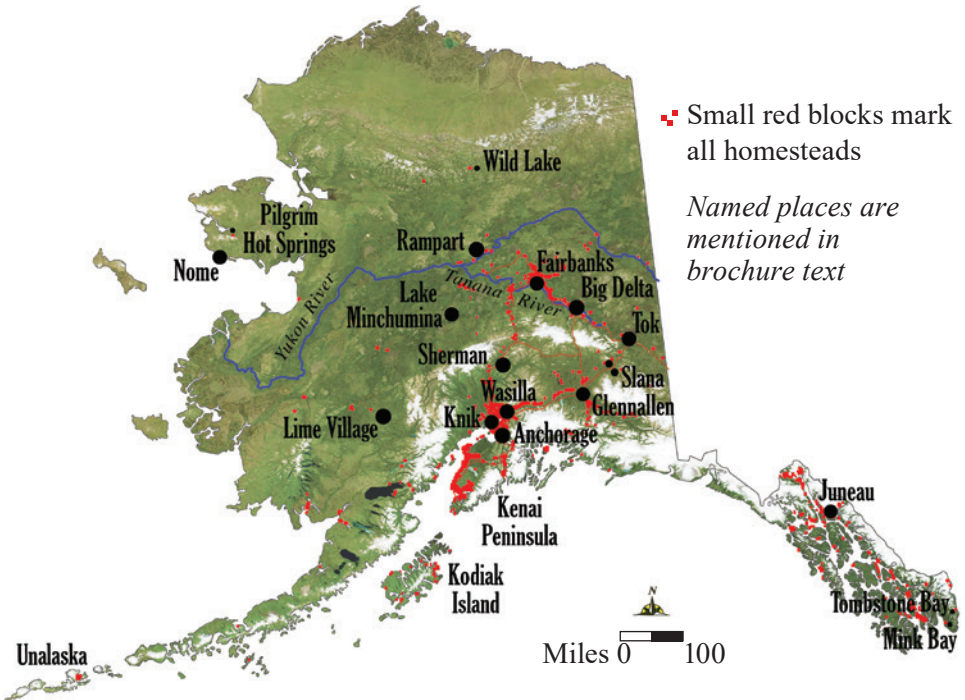 Small red blocks mark
all homesteads
Named places are
mentioned in
brochure text
Wild Lake
Pilgrim
Hot Springs
Nome
Rampart
Fairbanks
Yukon River
Tanana River
Big Delta
Lake
Minchumina
Tok
Sherman
Slana
Wasilla
Glennallen
Knik
Lime Village
Anchorage
Kenai
Peninsula
Juneau
Kodiak
Island
Tombstone Bay
Mink Bay
Unalaska
N
Miles 0 100